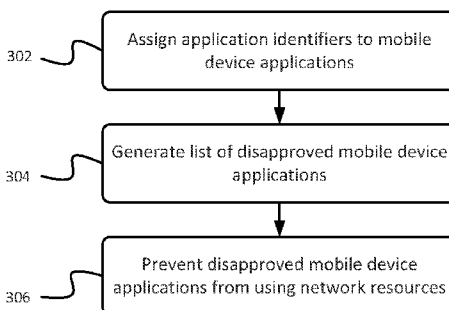 Assign application identifiers to mobile
device applications
302
Generate list of disapproved mobile device
applications
304
Prevent disapproved mobile device
applications from using network resources
306